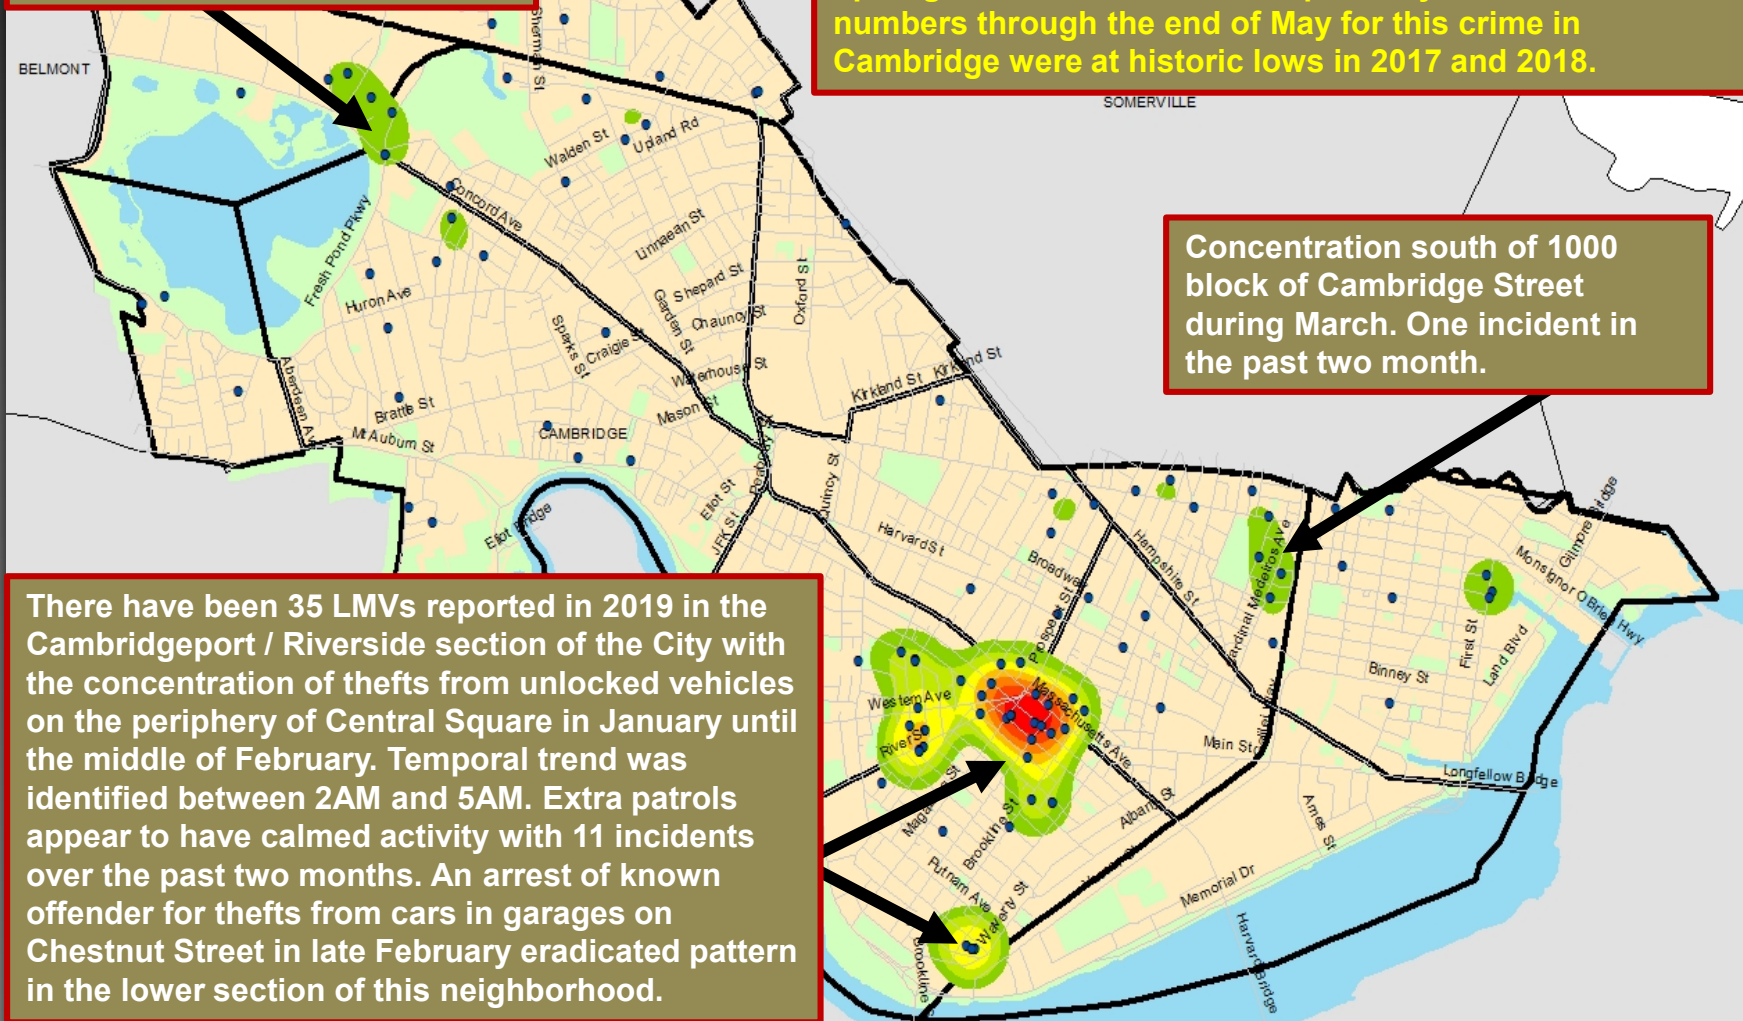 numbers through the end of May for this crime in
Cambridge were at historic lows in 2017 and 2018.
BELMONT
SOMERVILLE
Sherman St
Walden St
Upland Rd
Concord Ave
Linnaean St
Fresh Pond Pkwy
Huron Ave
Garden St
Shepard St
Chauncy St
Oxford St
Sparks St
Craigie St
Waterhouse St
Kirkland St
Kirkland St
Aberdeen Av
Brattle St
Mason St
Mt Auburn St
CAMBRIDGE
Peabody St
Quincy St
Eliot St
JFK St
Eliot Bridge
Concentration south of 1000
block of Cambridge Street
during March. One incident in
the past two month.
Harvard St
Broadway
Prospect St
Hampshire St
Cardinal Medeiros Ave
Gilmore Bridge
Monsignor O'Brien Hwy
First St
Land Blvd
Binney St
There have been 35 LMVs reported in 2019 in the
Cambridgeport / Riverside section of the City with
the concentration of thefts from unlocked vehicles
on the periphery of Central Square in January until
the middle of February. Temporal trend was
identified between 2AM and 5AM. Extra patrols
appear to have calmed activity with 11 incidents
over the past two months. An arrest of known
offender for thefts from cars in garages on
Chestnut Street in late February eradicated pattern
in the lower section of this neighborhood.
Western Ave
River St
Massachusetts Ave
Main St
Longfellow Bridge
Brookline St
Albany St
Ames St
Putnam Ave
Waverly St
Memorial Dr
Harvard Bridge
Brookline